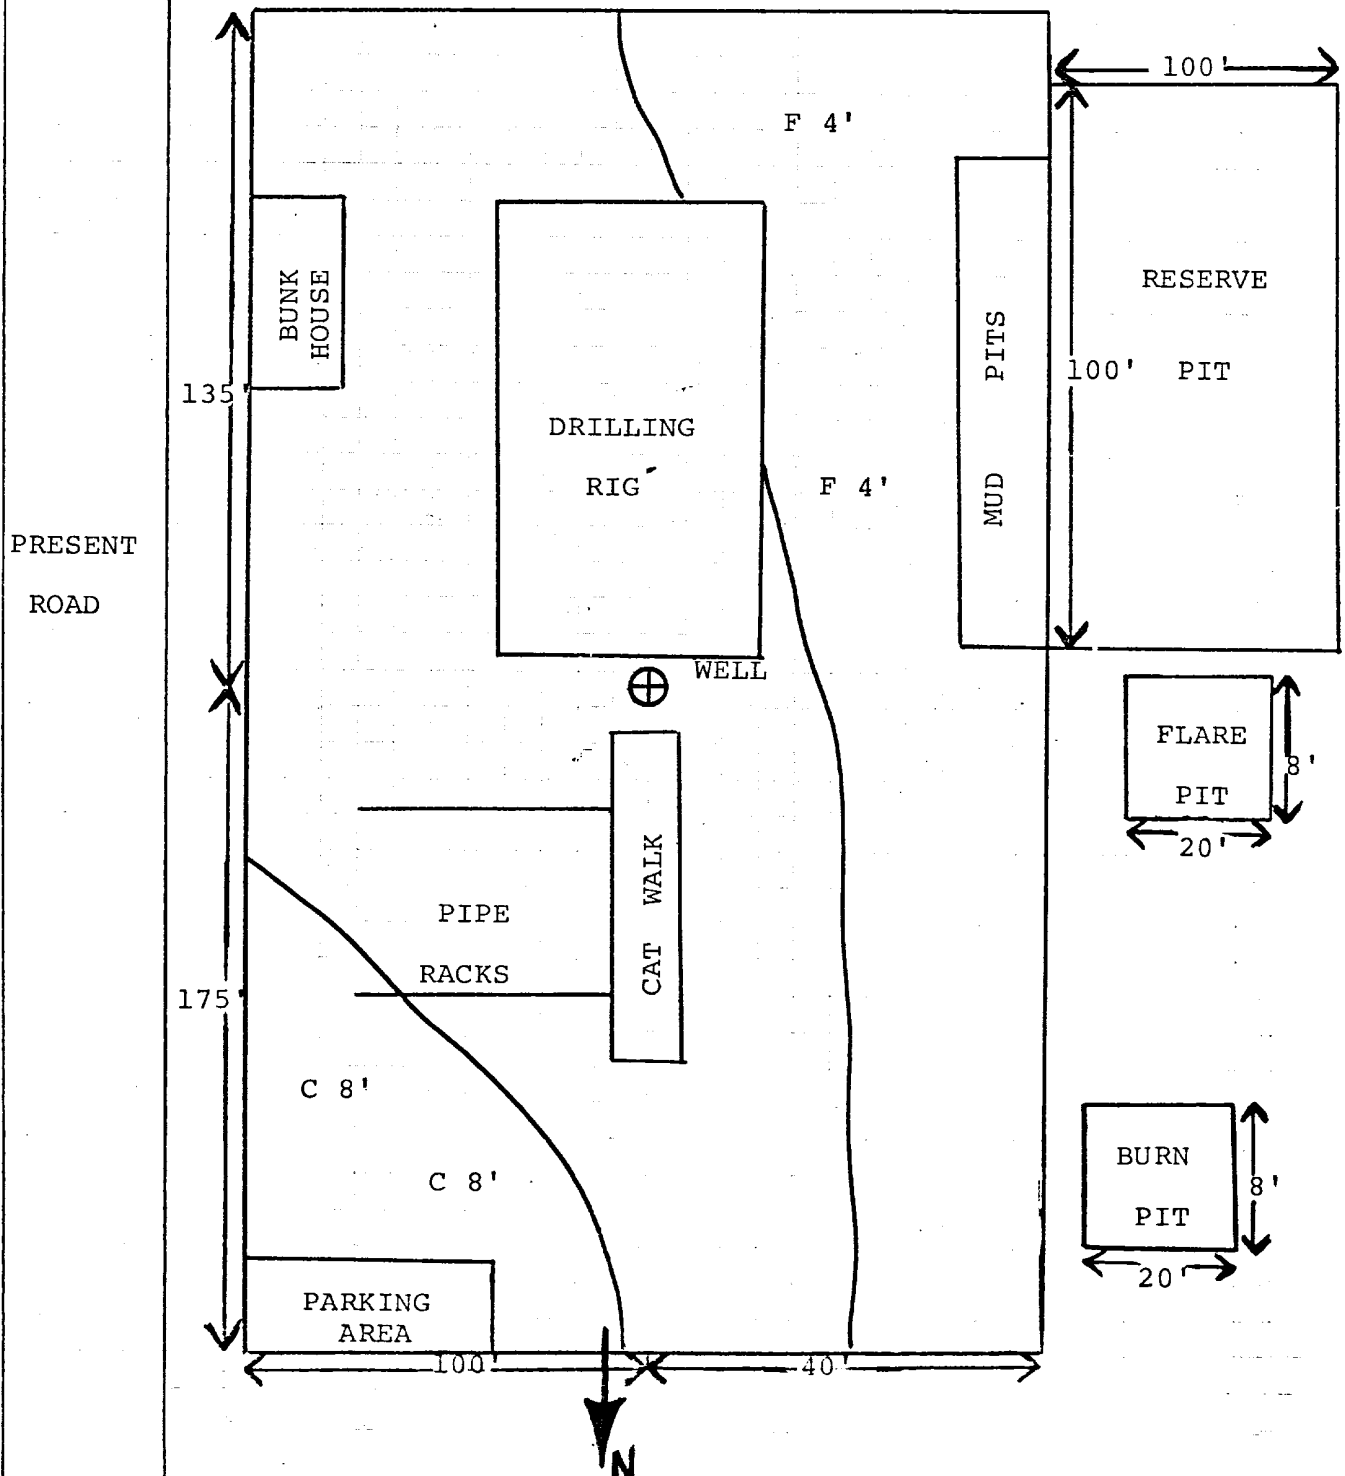 100'
F 4'
BUNK
HOUSE
RESERVE
PITS
100'
PIT
135'
DRILLING
RIG
F 4'
MUD
PRESENT
ROAD
WELL
FLARE
8'
PIT
20'
CAT WALK
PIPE
RACKS
175'
C 8'
BURN
C 8'
8'
PIT
20'
PARKING
AREA
100'
40'
N